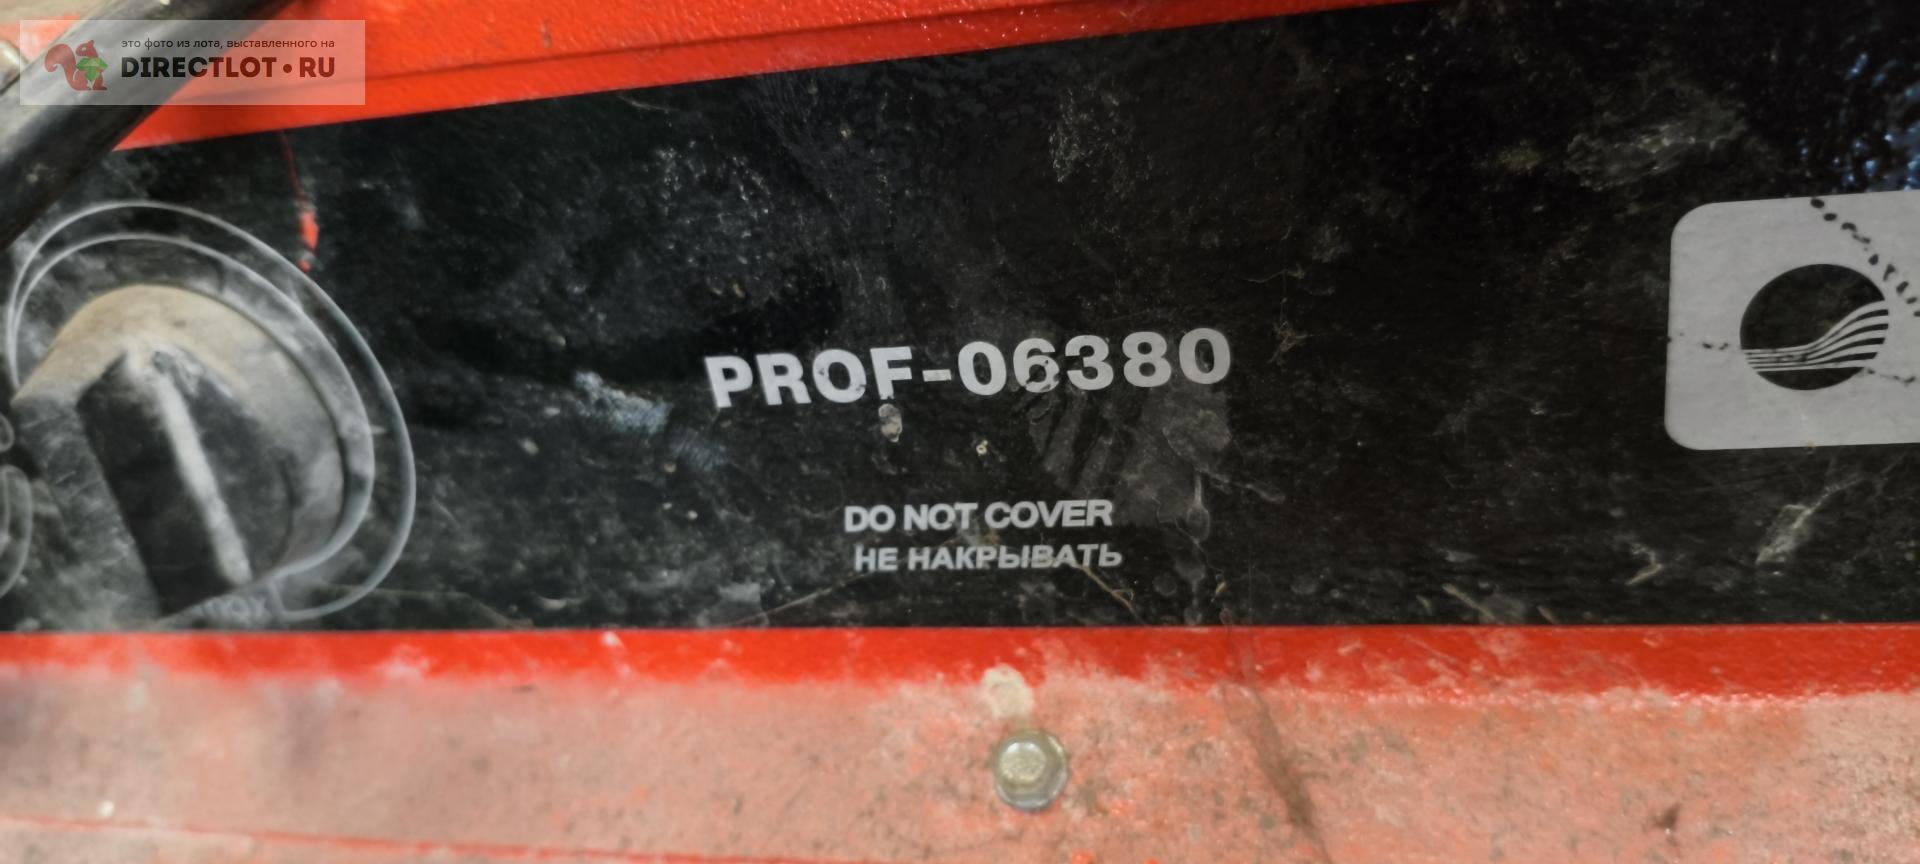 это фото из лота, выставленного на
DIRECTLOT•RU
PROF-06380
DO NOT COVER
НЕ НАКРЫВАТЬ